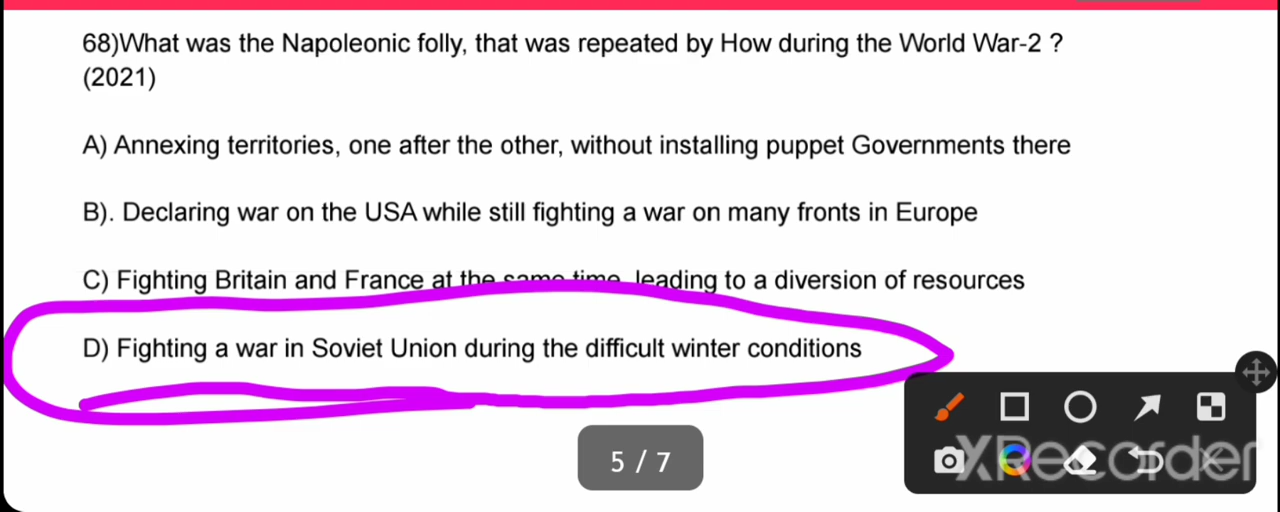 68)What was the Napoleonic folly, that was repeated by How during the World War-2 ?
(2021)
A) Annexing territories, one after the other, without installing puppet Governments there
B). Declaring war on the USA while still fighting a war on many fronts in Europe
C) Fighting Britain and France at the same time, leading to a diversion of resources
D) Fighting a war in Soviet Union during the difficult winter conditions
5 / 7
XRecorder